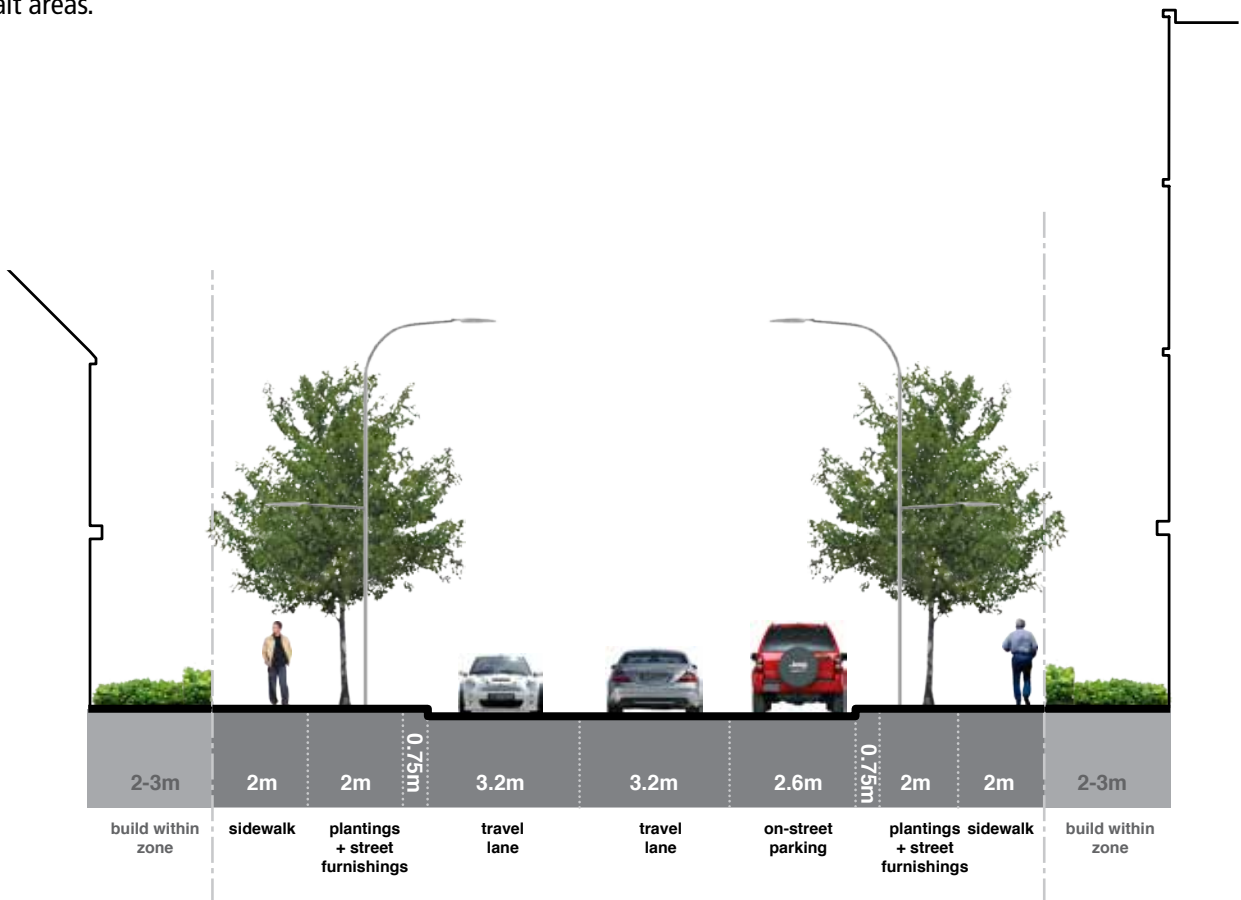 alt areas.
2-3m
2m
2m
0.75m
3.2m
3.2m
2.6m
0.75m
2m
2m
2-3m
build within
zone
sidewalk
plantings
+ street
furnishings
travel
lane
travel
lane
on-street
parking
plantings
+ street
furnishings
sidewalk
build within
zone